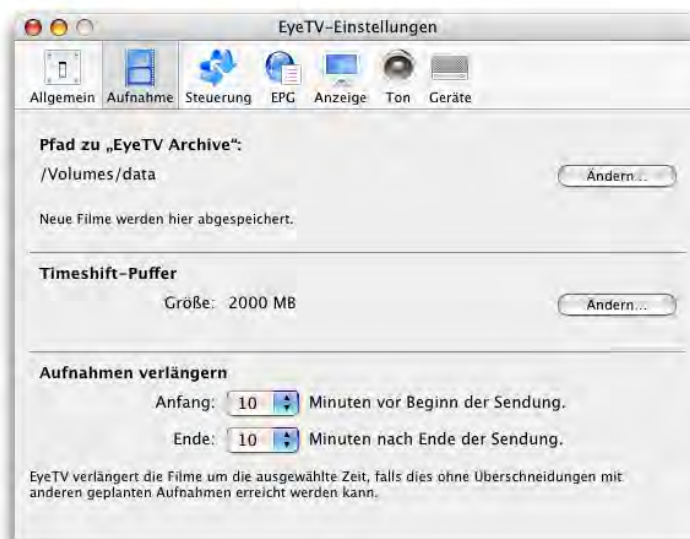 EyeTV-Einstellungen
Allgemein Aufnahme Steuerung EPG Anzeige Ton Geräte
Pfad zu „EyeTV Archive“:
/Volumes/data Ändern...
Neue Filme werden hier abgespeichert.
Timeshift-Puffer
Größe: 2000 MB Ändern...
Aufnahmen verlängern
Anfang: 10 Minuten vor Beginn der Sendung.
Ende: 10 Minuten nach Ende der Sendung.
EyeTV verlängert die Filme um die ausgewählte Zeit, falls dies ohne Überschneidungen mit
anderen geplanten Aufnahmen erreicht werden kann.